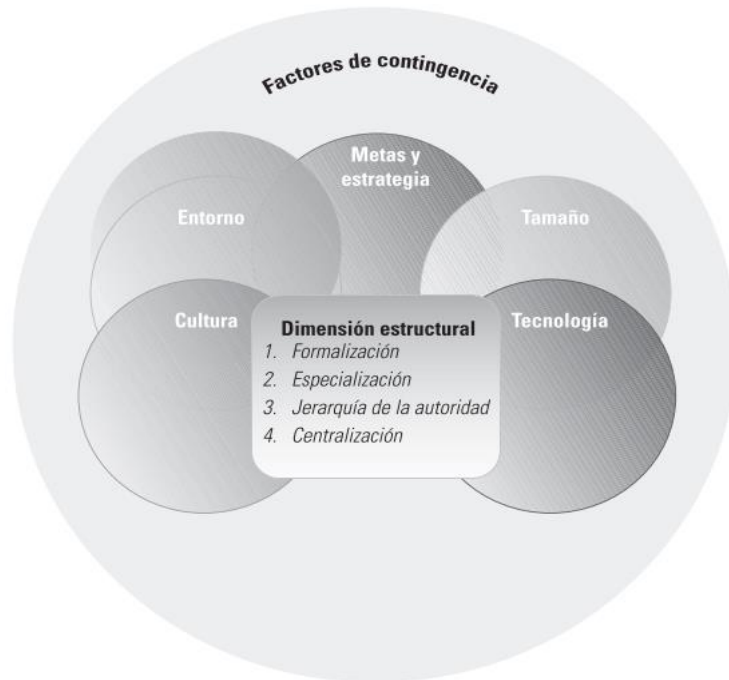 Factores de contingencia
Metas y
estrategia
Entorno
Tamaño
Cultura
Tecnología
Dimensión estructural
1. Formalización
2. Especialización
3. Jerarquía de la autoridad
4. Centralización